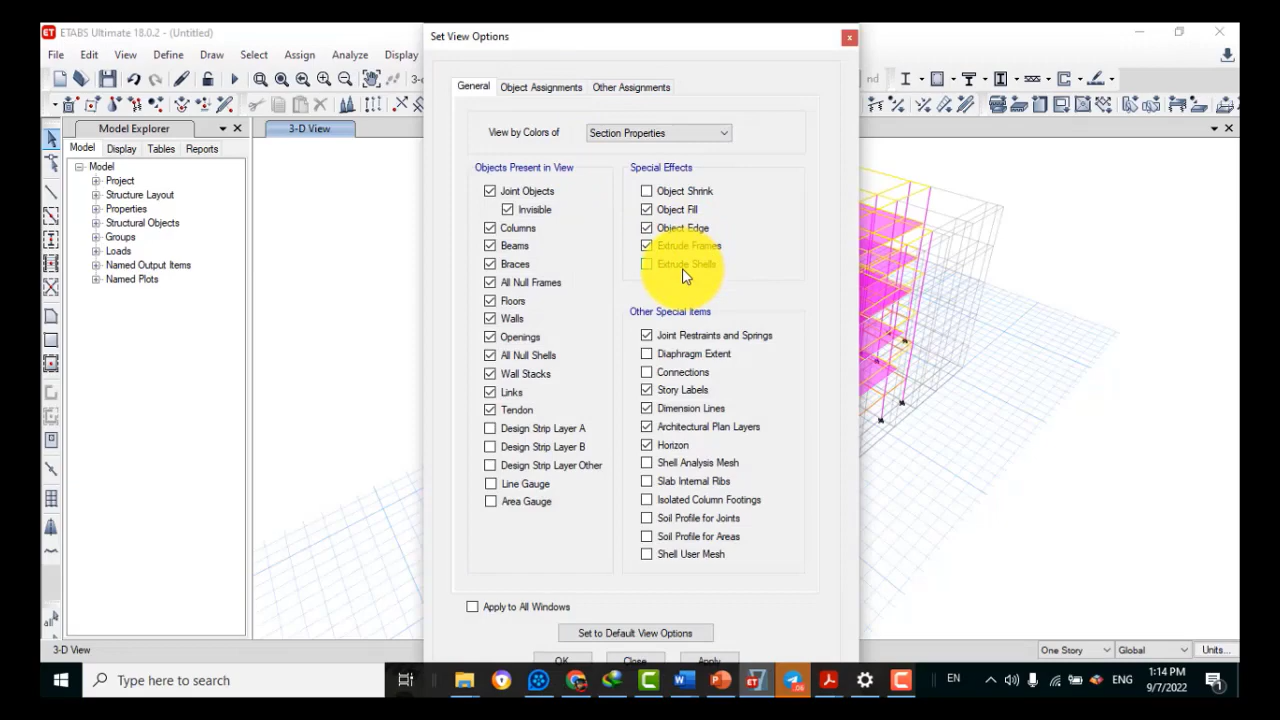 ETABS Ultimate 18.0.2 - (Untitled)
File Edit View Define Draw Select Assign Analyze Display
nd
Model Explorer
Model Display Tables Reports
Model
Project
Structure Layout
Properties
Structural Objects
Groups
Loads
Named Output Items
Named Plots
3-D View
Set View Options
General Object Assignments Other Assignments
View by Colors of Section Properties
Objects Present in View
Joint Objects
Invisible
Columns
Beams
Braces
All Null Frames
Floors
Walls
Openings
All Null Shells
Wall Stacks
Links
Tendon
Design Strip Layer A
Design Strip Layer B
Design Strip Layer Other
Line Gauge
Area Gauge
Special Effects
Object Shrink
Object Fill
Object Edge
Extrude Frames
Extrude Shells
Other Special Items
Joint Restraints and Springs
Diaphragm Extent
Connections
Story Labels
Dimension Lines
Architectural Plan Layers
Horizon
Shell Analysis Mesh
Slab Internal Ribs
Isolated Column Footings
Soil Profile for Joints
Soil Profile for Areas
Shell User Mesh
Apply to All Windows
Set to Default View Options
OK Close Apply
3-D View
One Story Global Units...
Type here to search
EN
ENG
1:14 PM
9/7/2022
1